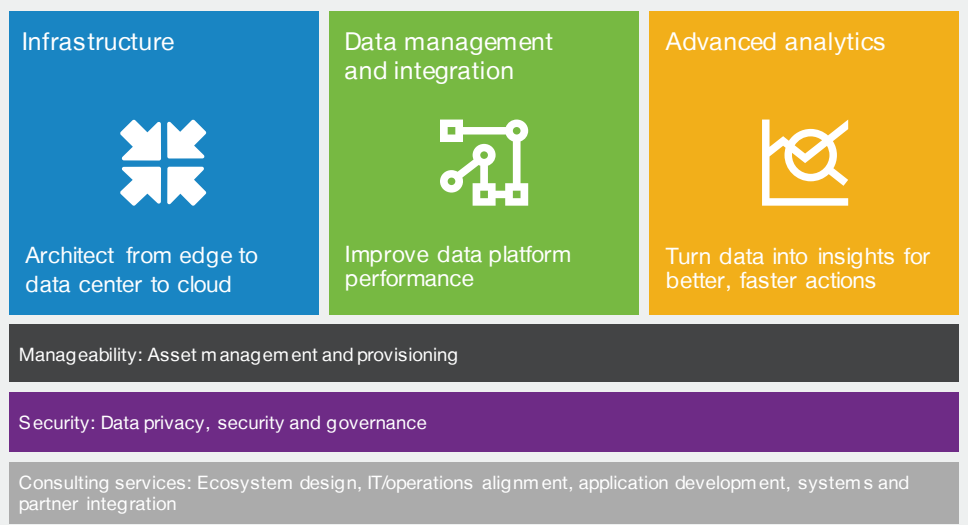 Infrastructure
Architect from edge to
data center to cloud
Data management
and integration
Improve data platform
performance
Advanced analytics
Turn data into insights for
better, faster actions
Manageability: Asset management and provisioning
Security: Data privacy, security and governance
Consulting services: Ecosystem design, IT/operations alignment, application development, systems and
partner integration